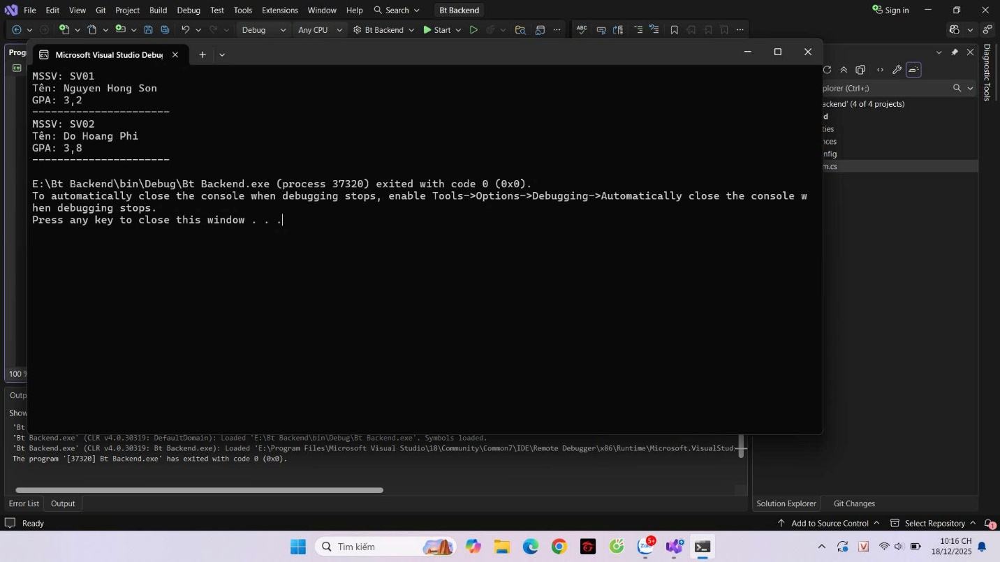 File Edit View Git Project Build Debug Test Tools Extensions Window Help Search Bt Backend Sign in
Debug Any CPU Bt Backend Start
Microsoft Visual Studio Debug
MSSV: SV01
Tên: Nguyen Hong Son
GPA: 3,2
----------------------
MSSV: SV02
Tên: Do Hoang Phi
GPA: 3,8
----------------------
E:\Bt Backend\bin\Debug\Bt Backend.exe (process 37320) exited with code 0 (0x0).
To automatically close the console when debugging stops, enable Tools->Options->Debugging->Automatically close the console w
hen debugging stops.
Press any key to close this window . . .
plorer (Ctrl+;)
ackend' (4 of 4 projects)
d
ties
nces
nfig
m.cs
Diagnostic Tools
100 %
'Bt
'Bt Backend.exe' (CLR v4.0.30319: DefaultDomain): Loaded 'E:\Bt Backend\bin\Debug\Bt Backend.exe'. Symbols loaded.
'Bt Backend.exe' (CLR v4.0.30319: Bt Backend.exe): Loaded 'E:\Program Files\Microsoft Visual Studio\18\Community\Common7\IDE\Remote Debugger\x86\Runtime\Microsoft.VisualStud
The program '[37320] Bt Backend.exe' has exited with code 0 (0x0).
Error List Output
Solution Explorer Git Changes
Ready Add to Source Control Select Repository 1
Tìm kiếm
Zalo 5+
V
10:16 CH
18/12/2025